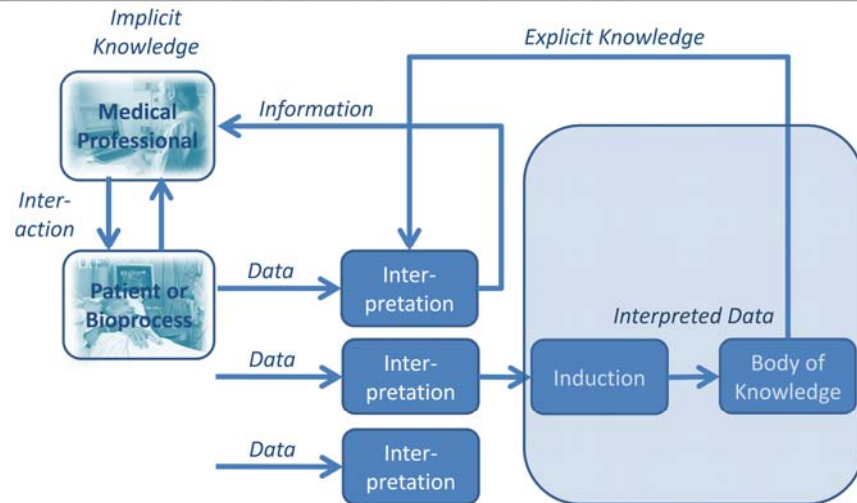 Implicit
Knowledge
Explicit Knowledge
Medical
Professional
Information
Inter-
action
Patient or
Bioprocess
Data
Inter-
pretation
Interpreted Data
Data
Inter-
pretation
Induction
Body of
Knowledge
Data
Inter-
pretation